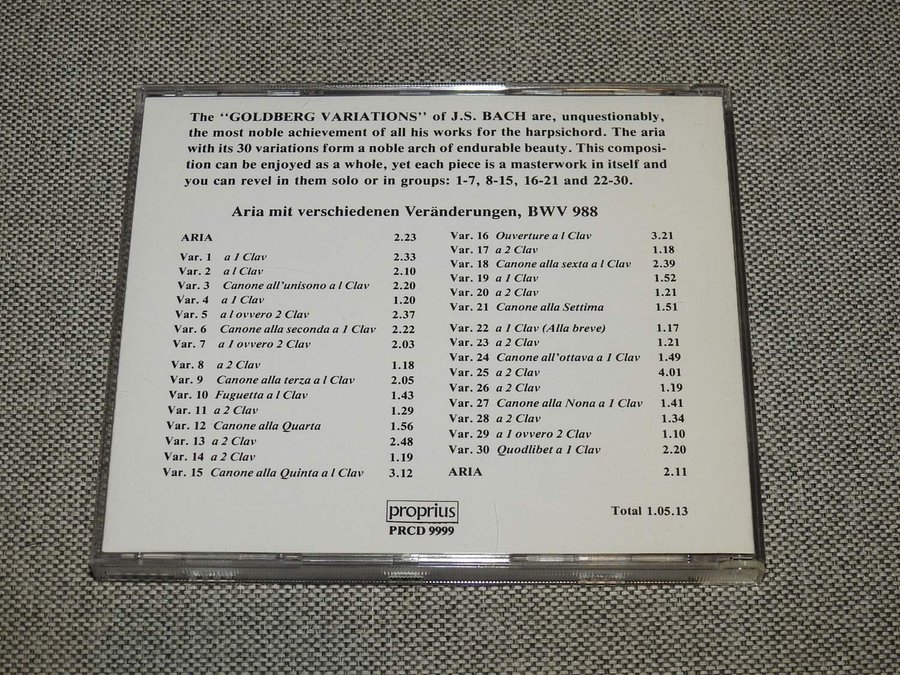 The “GOLDBERG VARIATIONS” of J.S. BACH are, unquestionably,
the most noble achievement of all his works for the harpsichord. The aria
with its 30 variations form a noble arch of endurable beauty. This composi-
tion can be enjoyed as a whole, yet each piece is a masterwork in itself and
you can revel in them solo or in groups: 1-7, 8-15, 16-21 and 22-30.
Aria mit verschiedenen Veränderungen, BWV 988
ARIA 2.23
Var. 1 a 1 Clav 2.33
Var. 2 a l Clav 2.10
Var. 3 Canone all'unisono a l Clav 2.20
Var. 4 a 1 Clav 1.20
Var. 5 a l ovvero 2 Clav 2.37
Var. 6 Canone alla seconda a 1 Clav 2.22
Var. 7 a 1 ovvero 2 Clav 2.03
Var. 8 a 2 Clav 1.18
Var. 9 Canone alla terza a l Clav 2.05
Var. 10 Fuguetta a l Clav 1.43
Var. 11 a 2 Clav 1.29
Var. 12 Canone alla Quarta 1.56
Var. 13 a 2 Clav 2.48
Var. 14 a 2 Clav 1.19
Var. 15 Canone alla Quinta a l Clav 3.12
Var. 16 Ouverture a l Clav 3.21
Var. 17 a 2 Clav 1.18
Var. 18 Canone alla sexta a l Clav 2.39
Var. 19 a 1 Clav 1.52
Var. 20 a 2 Clav 1.21
Var. 21 Canone alla Settima 1.51
Var. 22 a 1 Clav (Alla breve) 1.17
Var. 23 a 2 Clav 1.21
Var. 24 Canone all'ottava a 1 Clav 1.49
Var. 25 a 2 Clav 4.01
Var. 26 a 2 Clav 1.19
Var. 27 Canone alla Nona a 1 Clav 1.41
Var. 28 a 2 Clav 1.34
Var. 29 a 1 ovvero 2 Clav 1.10
Var. 30 Quodlibet a 1 Clav 2.20
ARIA 2.11
proprius
PRCD 9999
Total 1.05.13